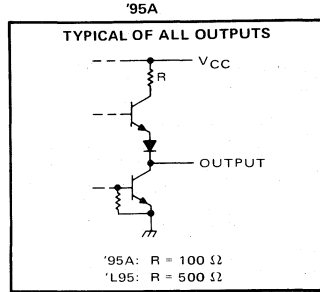 '95A
TYPICAL OF ALL OUTPUTS
VCC
R
OUTPUT
'95A: R = 100 Ω
'L95: R = 500 Ω